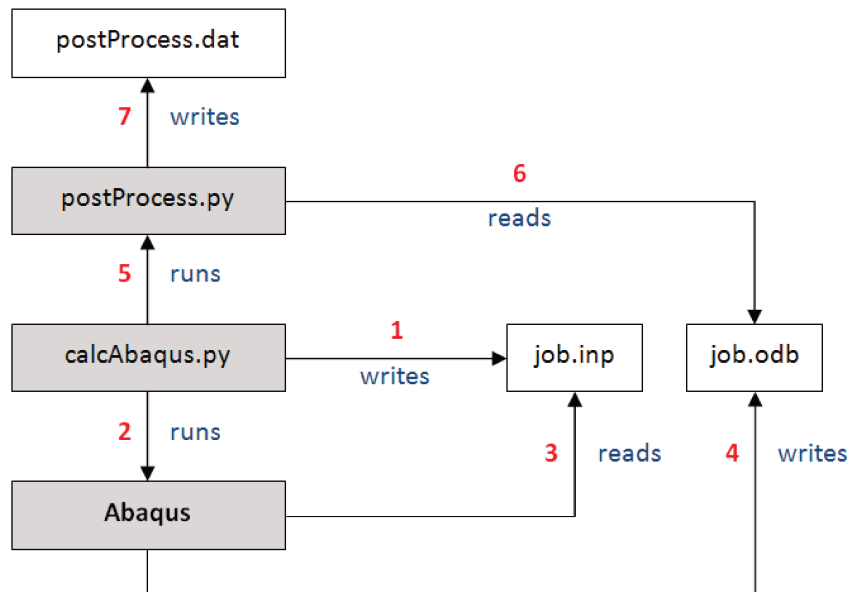 postProcess.dat
7 writes
postProcess.py
6
reads
5 runs
calcAbaqus.py
1
writes
job.inp
job.odb
2 runs
3 reads
4 writes
Abaqus